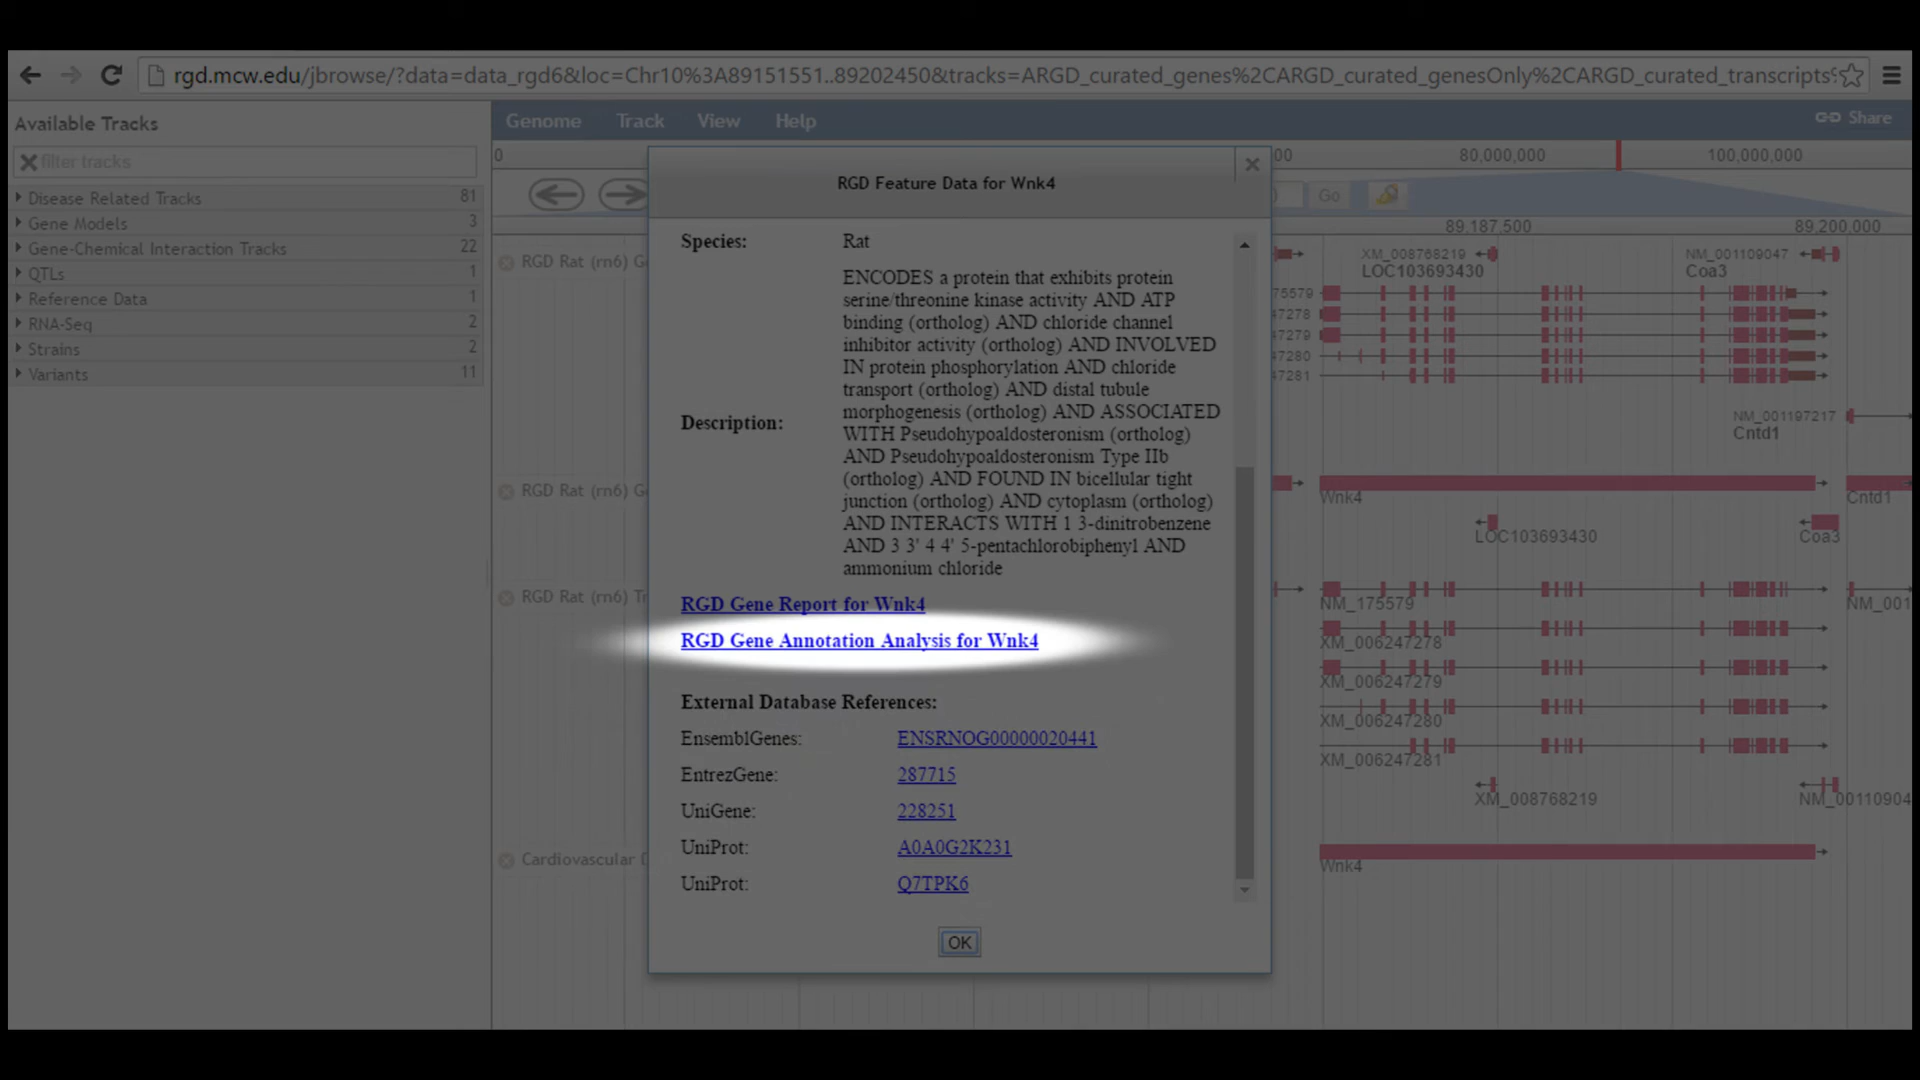 rgd.mcw.edu/jbrowse/?data=data_rgd6&loc=Chr10%3A89151551..89202450&tracks=ARGD_curated_genes%2CARGD_curated_genesOnly%2CARGD_curated_transcripts%
Available Tracks
filter tracks
Disease Related Tracks 81
Gene Models 3
Gene-Chemical Interaction Tracks 22
QTLs 1
Reference Data 1
RNA-Seq 2
Strains 2
Variants 11
Genome Track View Help
Share
0
00 80,000,000 100,000,000
Go
89,187,500 89,200,000
RGD Rat (rn6) G
RGD Rat (rn6) G
RGD Rat (rn6) Tr
Cardiovascular
RGD Feature Data for Wnk4
Species: Rat
Description:
ENCODES a protein that exhibits protein
serine/threonine kinase activity AND ATP
binding (ortholog) AND chloride channel
inhibitor activity (ortholog) AND INVOLVED
IN protein phosphorylation AND chloride
transport (ortholog) AND distal tubule
morphogenesis (ortholog) AND ASSOCIATED
WITH Pseudohypoaldosteronism (ortholog)
AND Pseudohypoaldosteronism Type IIb
(ortholog) AND FOUND IN bicellular tight
junction (ortholog) AND cytoplasm (ortholog)
AND INTERACTS WITH 1 3-dinitrobenzene
AND 3 3' 4 4' 5-pentachlorobiphenyl AND
ammonium chloride
RGD Gene Report for Wnk4
RGD Gene Annotation Analysis for Wnk4
External Database References:
EnsemblGenes: ENSRNOG00000020441
EntrezGene: 287715
UniGene: 228251
UniProt: A0A0G2K231
UniProt: Q7TPK6
OK
XM_008768219
LOC103693430
NM_001109047
Coa3
75579
47278
47279
47280
47281
NM_001197217
Cntd1
Wnk4
Cntd1
LOC103693430
Coa3
NM_175579
NM_001
XM_006247278
XM_006247279
XM_006247280
XM_006247281
XM_008768219
NM_00110904
Wnk4